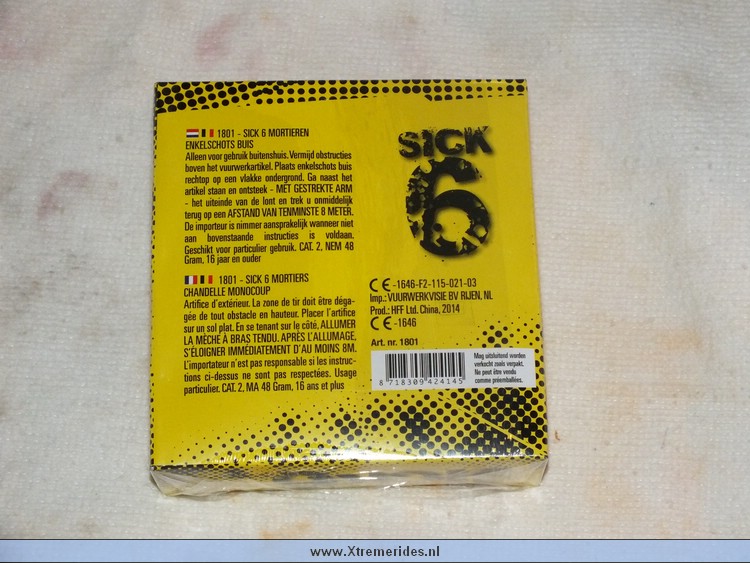 1801 - SICK 6 MORTIEREN
ENKELSCHOTS BUIS
Alleen voor gebruik buitenshuis. Vermijd obstructies
boven het vuurwerkartikel. Plaats enkelschots buis
rechtop op een vlakke ondergrond. Ga naast het
artikel staan en ontsteek - MET GESTREKTE ARM
- het uiteinde van de lont en trek u onmiddelijk
terug op een AFSTAND VAN TENMINSTE 8 METER.
De importeur is nimmer aansprakelijk wanneer niet
aan bovenstaande instructies is voldaan.
Geschikt voor particulier gebruik. CAT. 2, NEM 48
Gram, 16 jaar en ouder
1801 - SICK 6 MORTIERS
CHANDELLE MONOCOUP
Artifice d'extérieur. La zone de tir doit être déga-
gée de tout obstacle en hauteur. Placer l'artifice
sur un sol plat. En se tenant sur le côté, ALLUMER
LA MÈCHE À BRAS TENDU. APRÈS L'ALLUMAGE,
S'ÉLOIGNER IMMÉDIATEMENT D'AU MOINS 8M.
L'importateur n'est pas responsable si les instruc-
tions ci-dessus ne sont pas respectées. Usage
particulier. CAT. 2, MA 48 Gram, 16 ans et plus
SICK
6
CE -1646-F2-115-021-03
Imp.: VUURWERKVISIE BV RIJEN, NL
Prod.: HFF Ltd. China, 2014
CE -1646
Art. nr. 1801
8 718309 424145
Mag uitsluitend worden
verkocht zoals verpakt.
Ne peut être vendu
comme préemballées.
www.Xtremerides.nl